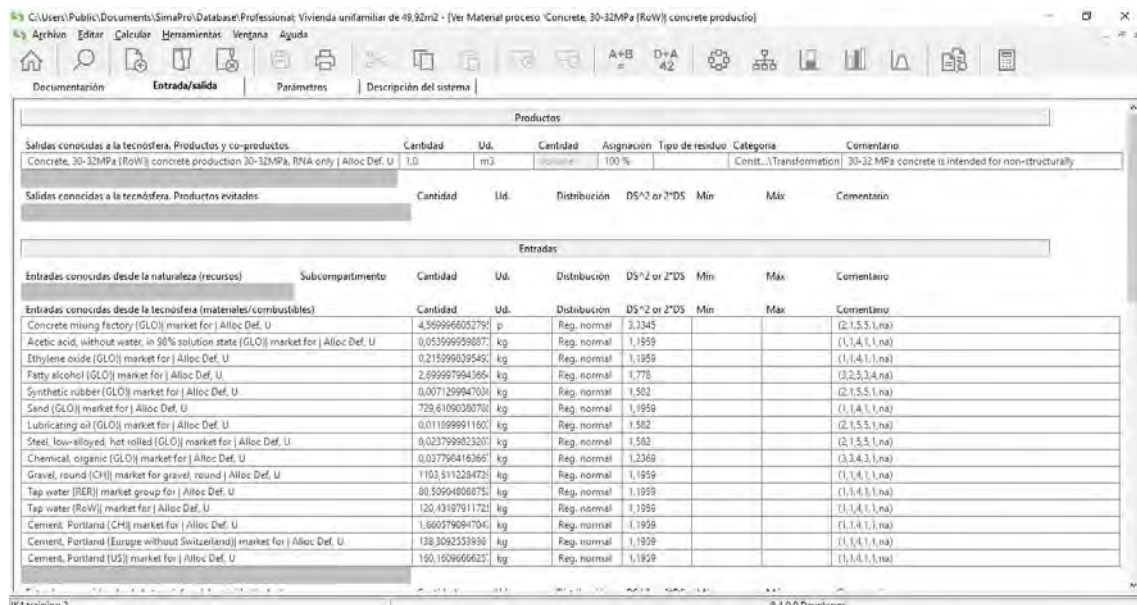 C:\Users\Public\Documents\SimaPro\Database\Professional; Vivienda unifamiliar de 49,92m2 - [Ver Material proceso 'Concrete, 30-32MPa {RoW}| concrete productio]
Archivo Editar Calcular Herramientas Ventana Ayuda
A+B = D÷A 42
Documentación Entrada/salida Parámetros Descripción del sistema
Productos
Salidas conocidas a la tecnósfera. Productos y co-productos Cantidad Ud. Cantidad Asignación Tipo de residuo Categoría Comentario
Concrete, 30-32MPa {RoW}| concrete production 30-32MPa, RNA only | Alloc Def, U 1,0 m3 100 % Const...\Transformation 30-32 MPa concrete is intended for non-structurally
Salidas conocidas a la tecnósfera. Productos evitados Cantidad Ud. Distribución DS^2 or 2*DS Mín Máx Comentario
Entradas
Entradas conocidas desde la naturaleza (recursos) Subcompartimento Cantidad Ud. Distribución DS^2 or 2*DS Mín Máx Comentario
Entradas conocidas desde la tecnósfera (materiales/combustibles) Cantidad Ud. Distribución DS^2 or 2*DS Mín Máx Comentario
Concrete mixing factory {GLO}| market for | Alloc Def, U p Reg. normal 3,3345 (2,1,5,5,1,na)
Acetic acid, without water, in 98% solution state {GLO}| market for | Alloc Def, U kg Reg. normal 1,1959 (1,1,4,1,1,na)
Ethylene oxide {GLO}| market for | Alloc Def, U kg Reg. normal 1,1959 (1,1,4,1,1,na)
Fatty alcohol {GLO}| market for | Alloc Def, U kg Reg. normal 1,778 (3,2,5,3,4,na)
Synthetic rubber {GLO}| market for | Alloc Def, U kg Reg. normal 1,582 (2,1,5,5,1,na)
Sand {GLO}| market for | Alloc Def, U kg Reg. normal 1,1959 (1,1,4,1,1,na)
Lubricating oil {GLO}| market for | Alloc Def, U kg Reg. normal 1,582 (2,1,5,5,1,na)
Steel, low-alloyed, hot rolled {GLO}| market for | Alloc Def, U kg Reg. normal 1,582 (2,1,5,5,1,na)
Chemical, organic {GLO}| market for | Alloc Def, U kg Reg. normal 1,2369 (3,3,4,3,1,na)
Gravel, round {CH}| market for gravel, round | Alloc Def, U kg Reg. normal 1,1959 (1,1,4,1,1,na)
Tap water {RER}| market group for | Alloc Def, U kg Reg. normal 1,1959 (1,1,4,1,1,na)
Tap water {RoW}| market for | Alloc Def, U kg Reg. normal 1,1959 (1,1,4,1,1,na)
Cement, Portland {CH}| market for | Alloc Def, U kg Reg. normal 1,1959 (1,1,4,1,1,na)
Cement, Portland {Europe without Switzerland}| market for | Alloc Def, U kg Reg. normal 1,1959 (1,1,4,1,1,na)
Cement, Portland {US}| market for | Alloc Def, U kg Reg. normal 1,1959 (1,1,4,1,1,na)